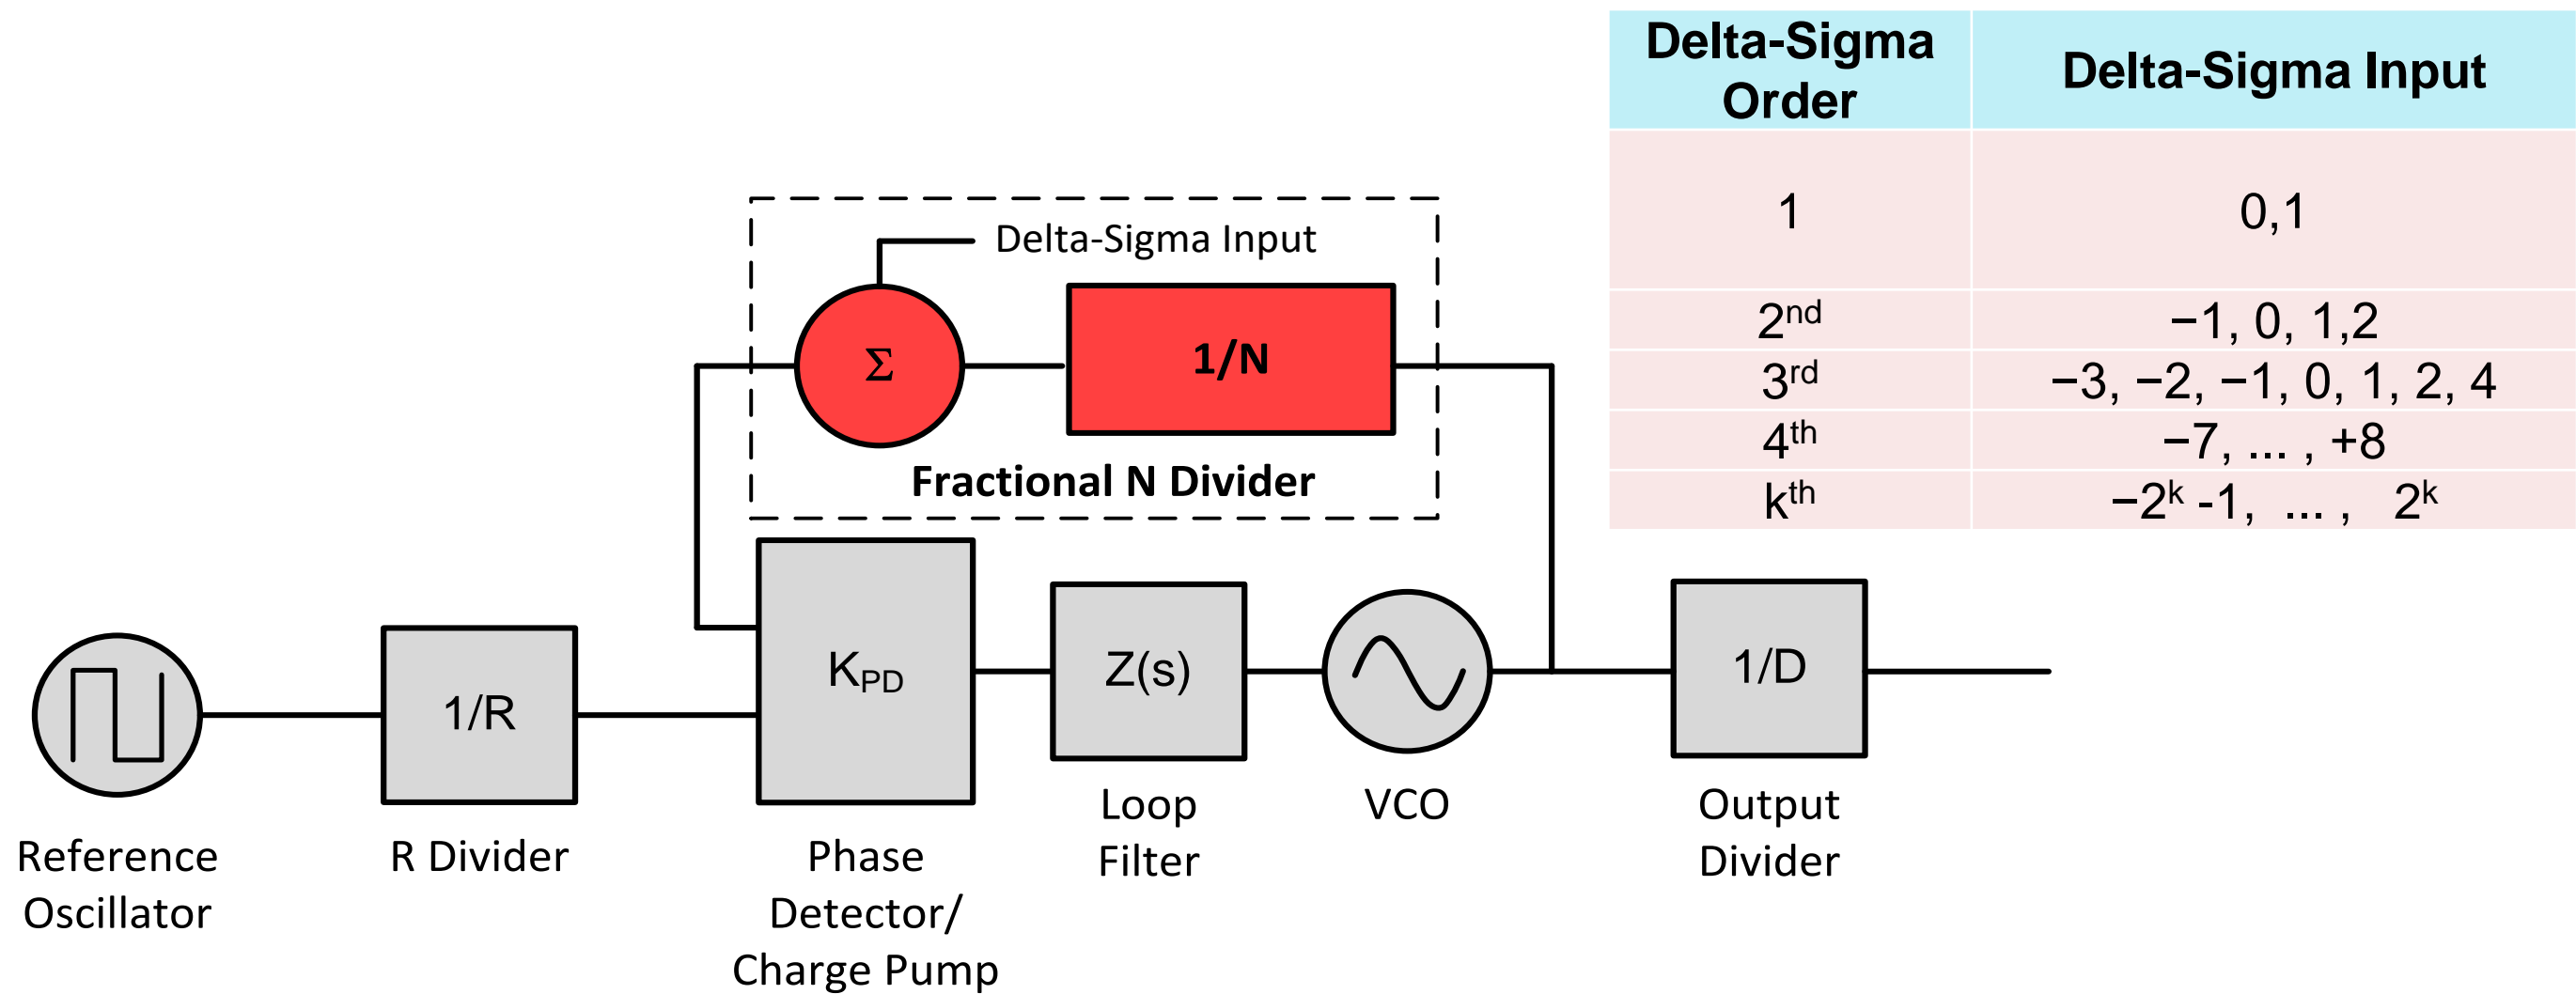 Delta-Sigma
Order
Delta-Sigma Input
1
0,1
2nd
−1, 0, 1,2
3rd
−3, −2, −1, 0, 1, 2, 4
4th
−7, ... , +8
kth
−2k -1, ... , 2k
Delta-Sigma Input
Σ
1/N
Fractional N Divider
1/R
KPD
Z(s)
1/D
Reference
Oscillator
R Divider
Phase
Detector/
Charge Pump
Loop
Filter
VCO
Output
Divider